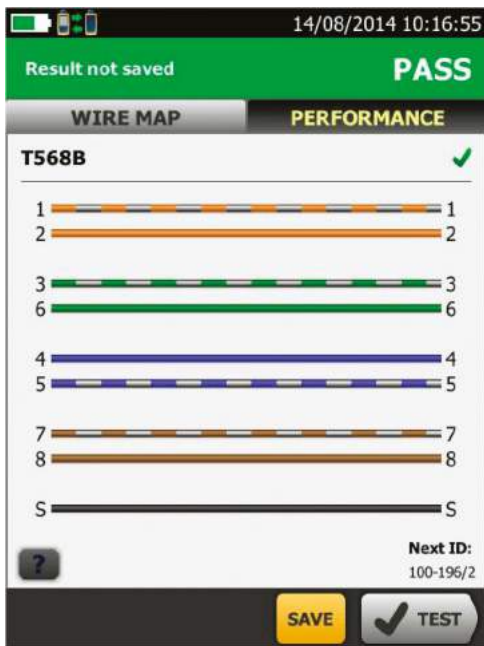 14/08/2014 10:16:55
Result not saved PASS
WIRE MAP PERFORMANCE
T568B
1 1
2 2
3 3
6 6
4 4
5 5
7 7
8 8
S S
?
Next ID:
100-196/2
SAVE TEST